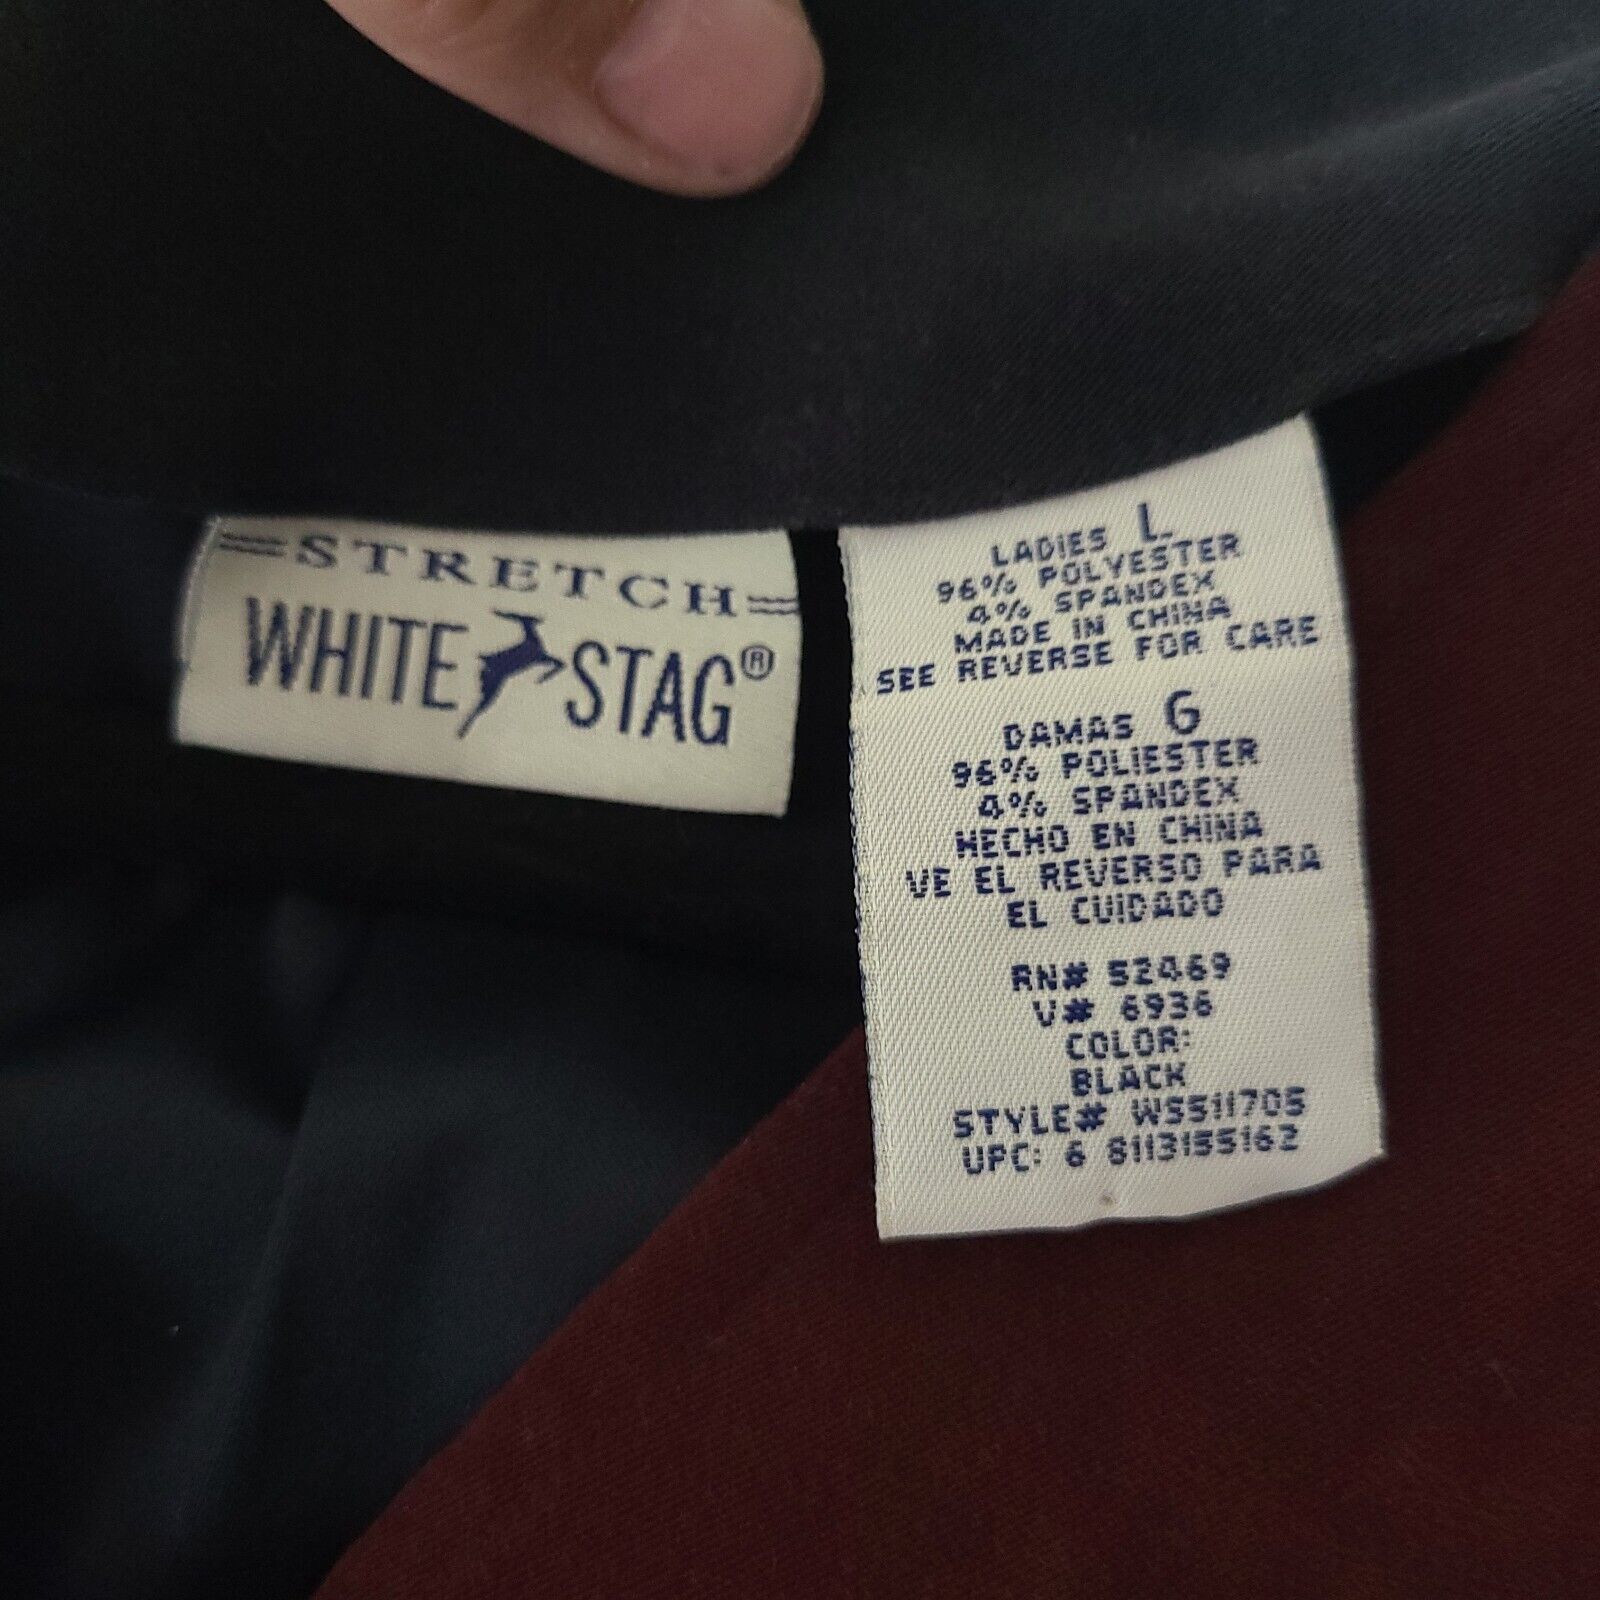 STRETCH
WHITE STAG®
LADIES L
96% POLYESTER
4% SPANDEX
MADE IN CHINA
SEE REVERSE FOR CARE
DAMAS G
96% POLIESTER
4% SPANDEX
HECHO EN CHINA
VE EL REVERSO PARA
EL CUIDADO
RN# 52469
V# 6936
COLOR:
BLACK
STYLE# WS511705
UPC: 6 8113155162